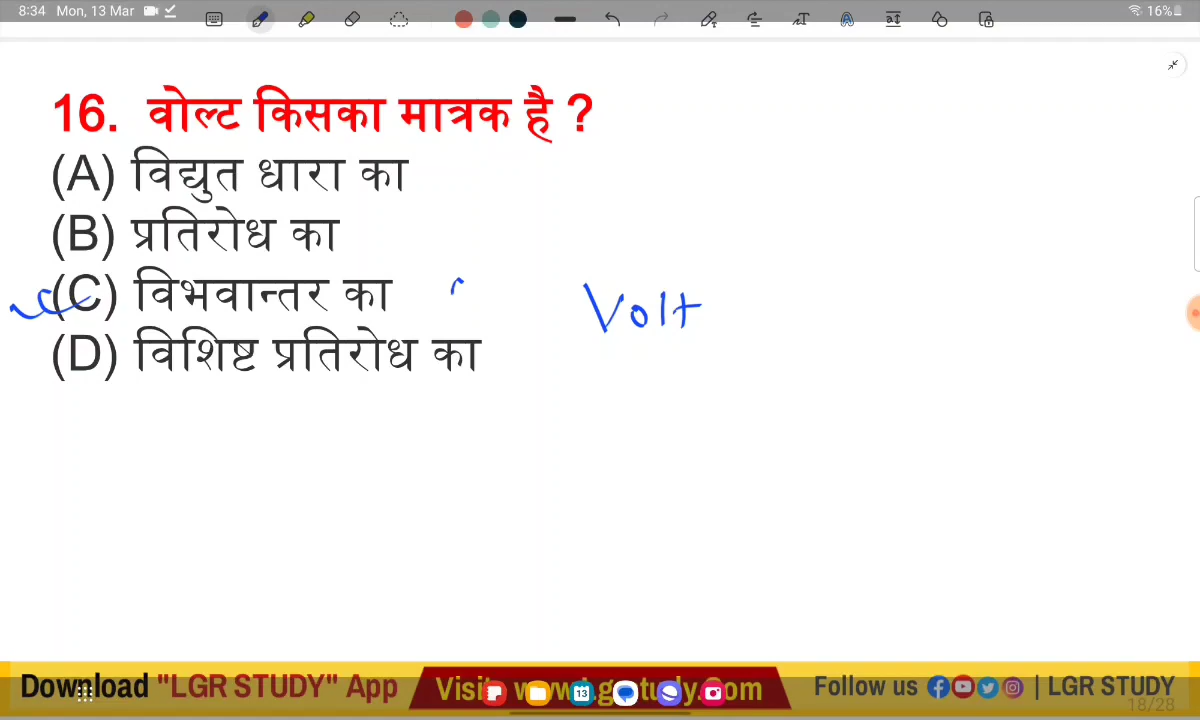 8:34 Mon, 13 Mar
16%
16. वोल्ट किसका मात्रक है ?
(A) विद्युत धारा का
(B) प्रतिरोध का
(C) विभवान्तर का
Volt
(D) विशिष्ट प्रतिरोध का
Download "LGR STUDY" App
Follow us | LGR STUDY
18/28